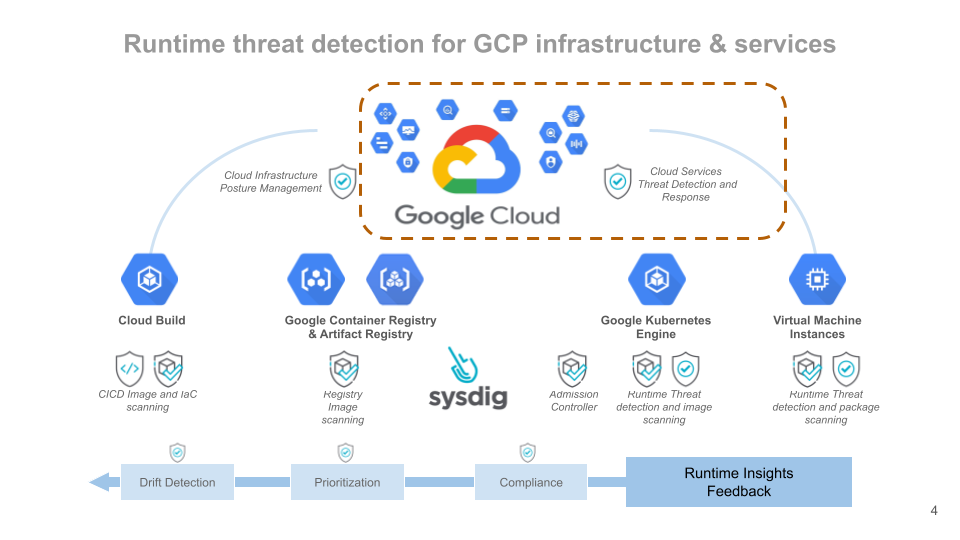 Runtime threat detection for GCP infrastructure & services
Cloud Infrastructure
Posture Management
Google Cloud
Cloud Services
Threat Detection and
Response
Cloud Build
Google Container Registry
& Artifact Registry
Google Kubernetes
Engine
Virtual Machine
Instances
CICD Image and IaC
scanning
Registry
Image
scanning
sysdig
Admission
Controller
Runtime Threat
detection and image
scanning
Runtime Threat
detection and package
scanning
Drift Detection
Prioritization
Compliance
Runtime Insights
Feedback
4